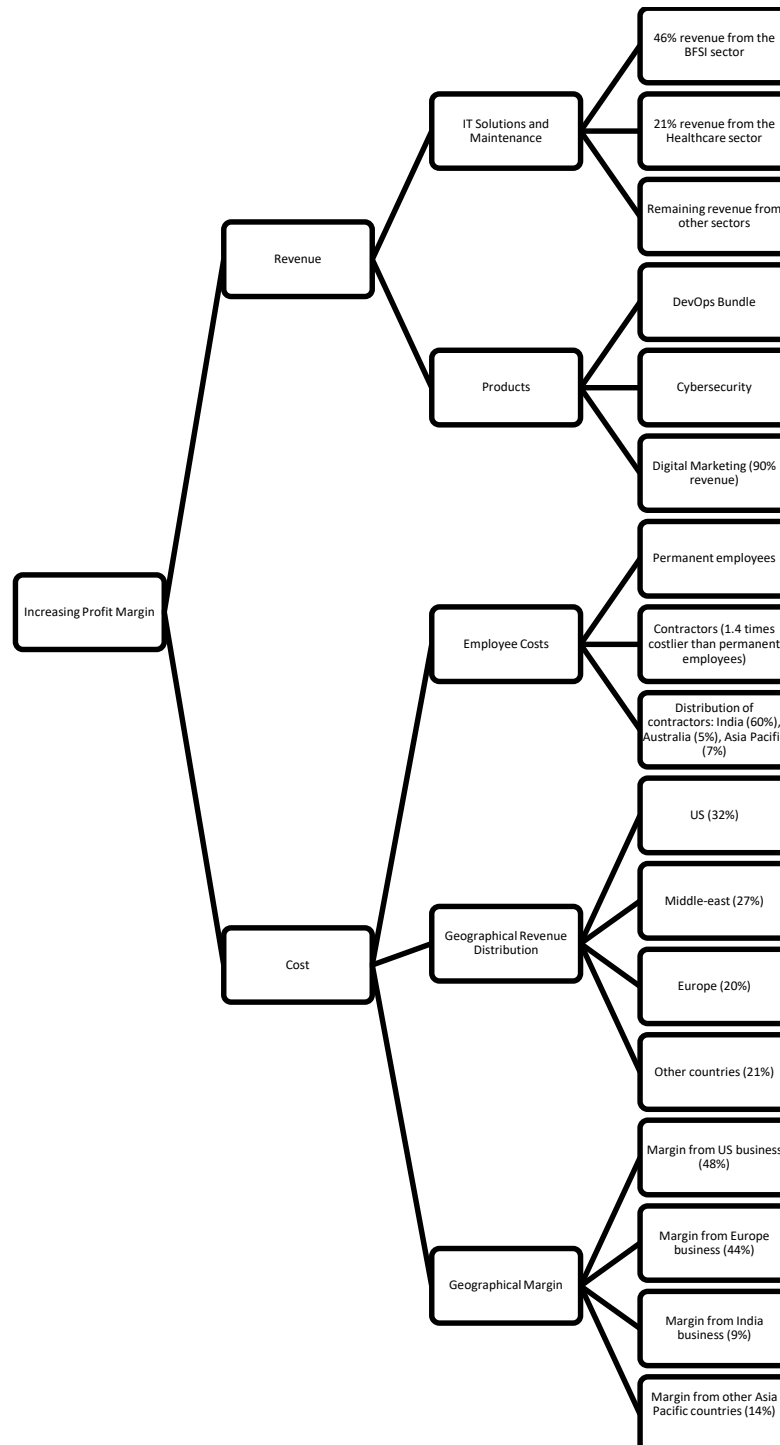 46% revenue from the
BFSI sector
IT Solutions and
Maintenance
21% revenue from the
Healthcare sector
Remaining revenue from
other sectors
Revenue
DevOps Bundle
Products
Cybersecurity
Digital Marketing (90%
revenue)
Increasing Profit Margin
Permanent employees
Employee Costs
Contractors (1.4 times
costlier than permanent
employees)
Distribution of
contractors: India (60%),
Australia (5%), Asia Pacifi
(7%)
Cost
US (32%)
Geographical Revenue
Distribution
Middle-east (27%)
Europe (20%)
Other countries (21%)
Geographical Margin
Margin from US business
(48%)
Margin from Europe
business (44%)
Margin from India
business (9%)
Margin from other Asia
Pacific countries (14%)